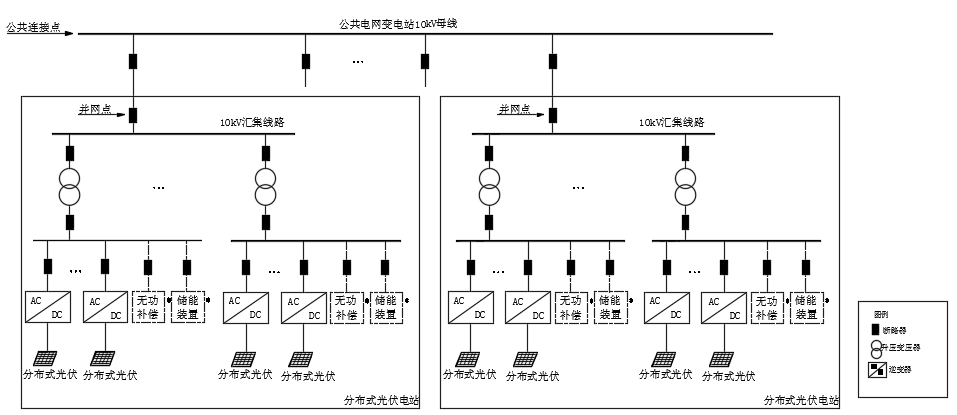 公共连接点
公共电网变电站10kV母线
...
并网点
并网点
10kV汇集线路
10kV汇集线路
...
...
... ... ... ...
AC DC AC DC 无功补偿* 储能装置* AC DC AC DC 无功补偿* 储能装置* AC DC AC DC 无功补偿* 储能装置* AC DC AC DC 无功补偿* 储能装置*
分布式光伏 分布式光伏 分布式光伏 分布式光伏 分布式光伏 分布式光伏 分布式光伏 分布式光伏
分布式光伏电站
分布式光伏电站
图例
断路器
升压变压器
逆变器